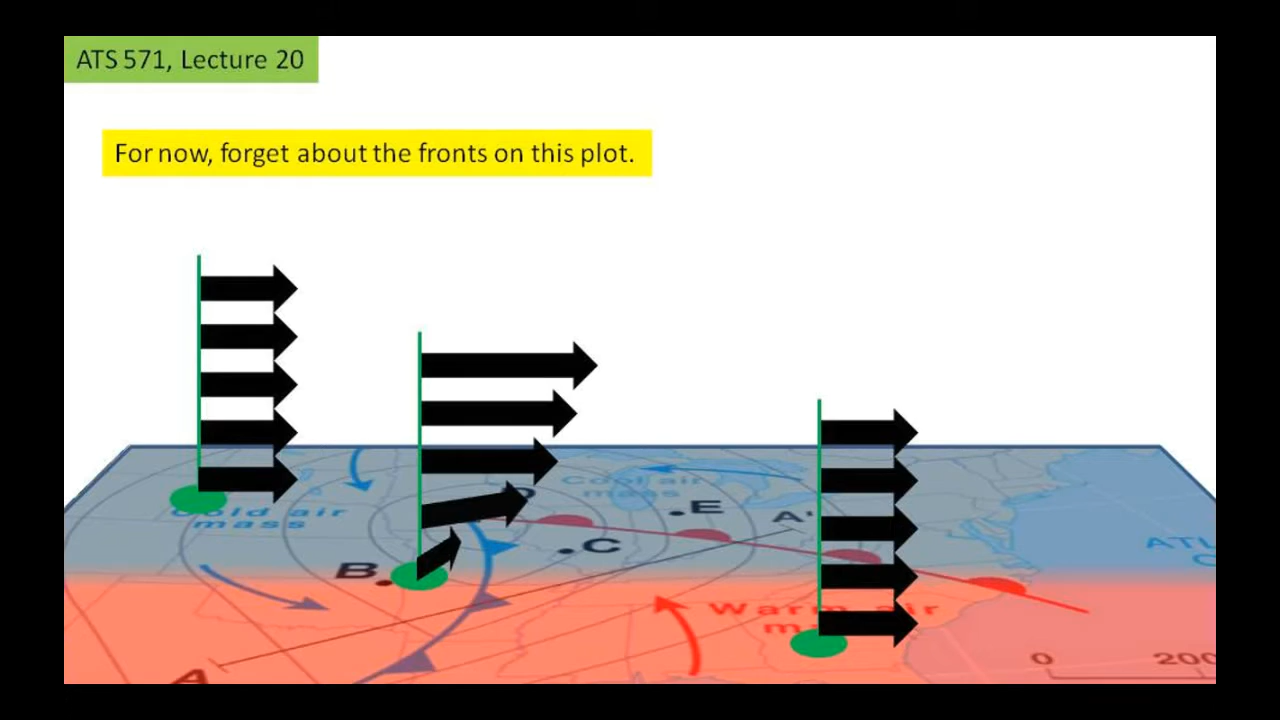 ATS 571, Lecture 20
For now, forget about the fronts on this plot.
Cool air
mass
D
E
Cold air
mass
A'
C
ATL
B
Warm air
A
0
200